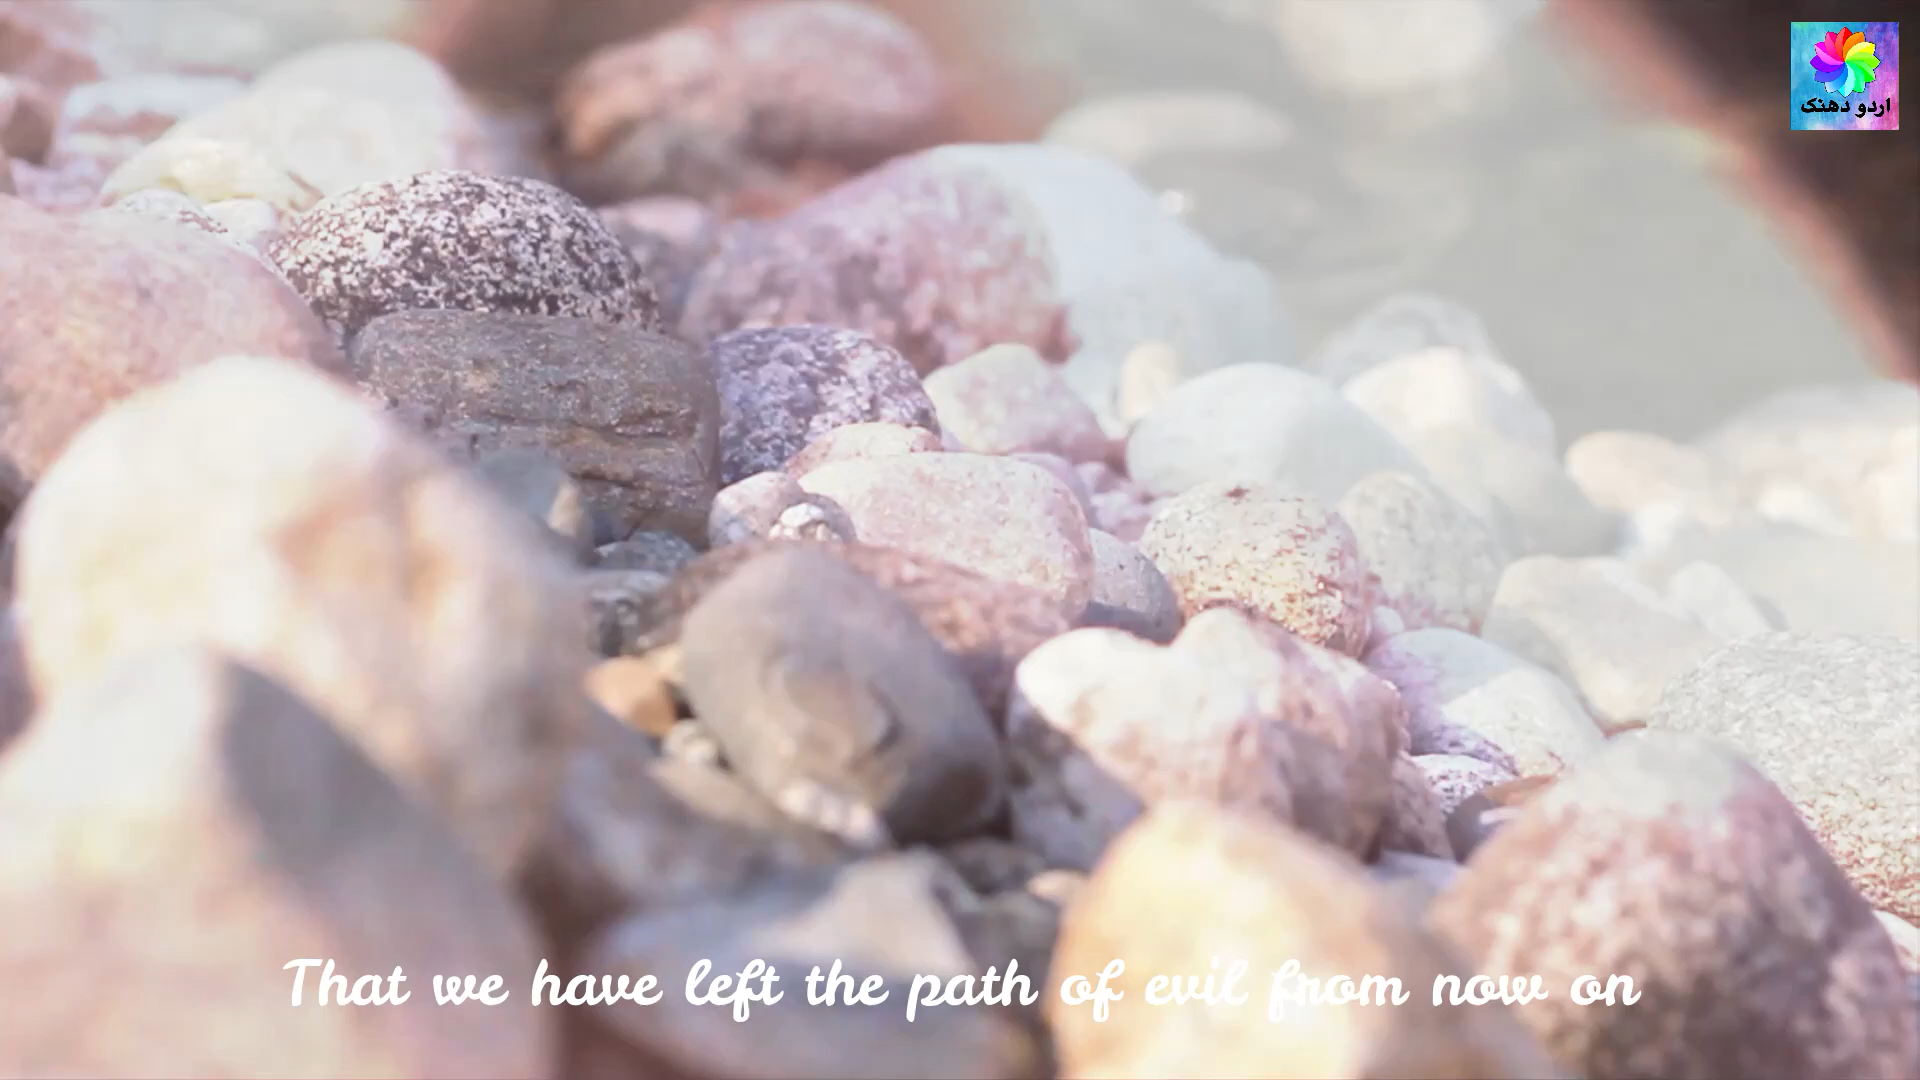 اردو دھنک
That we have left the path of evil from now on